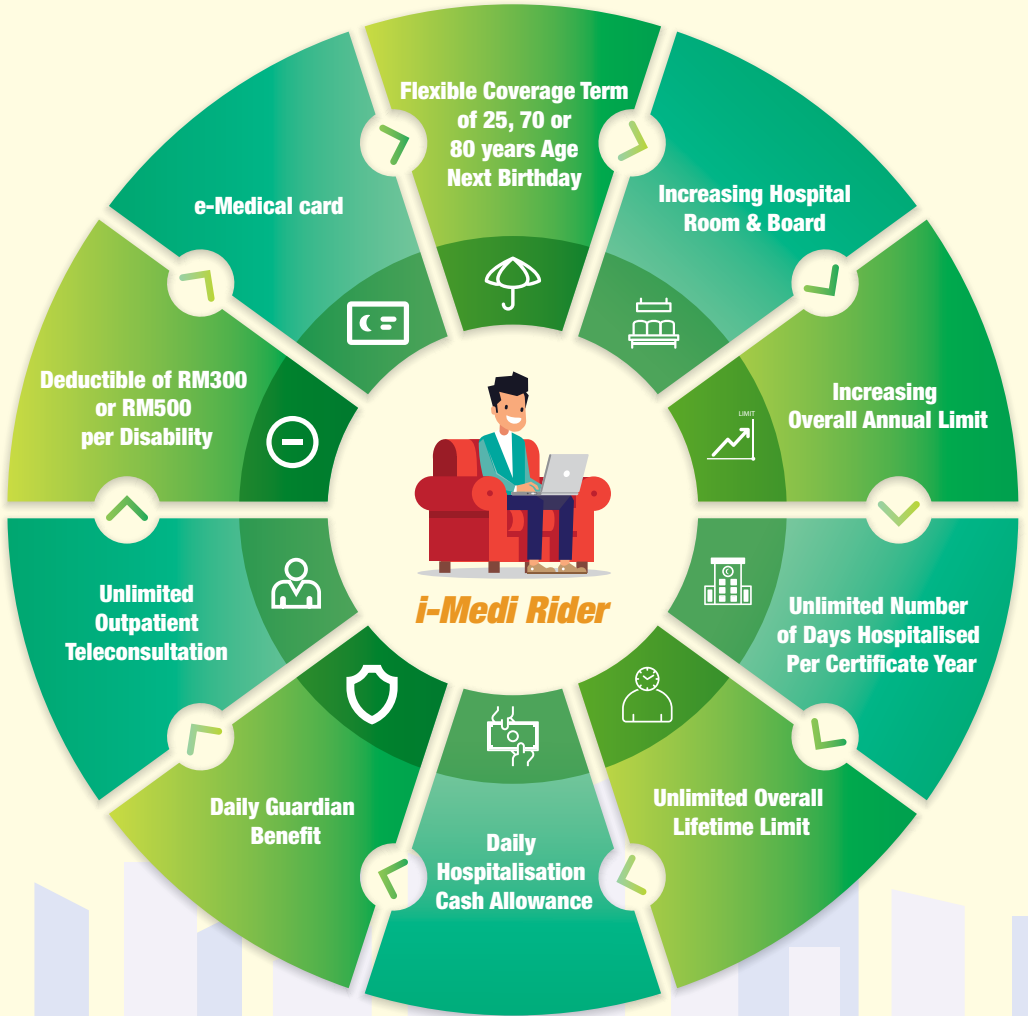 Flexible Coverage Term
of 25, 70 or
80 years Age
Next Birthday
Increasing Hospital
Room & Board
Increasing
Overall Annual Limit
LIMIT
Unlimited Number
of Days Hospitalised
Per Certificate Year
Unlimited Overall
Lifetime Limit
Daily
Hospitalisation
Cash Allowance
Daily Guardian
Benefit
Unlimited
Outpatient
Teleconsultation
Deductible of RM300
or RM500
per Disability
e-Medical card
i-Medi Rider